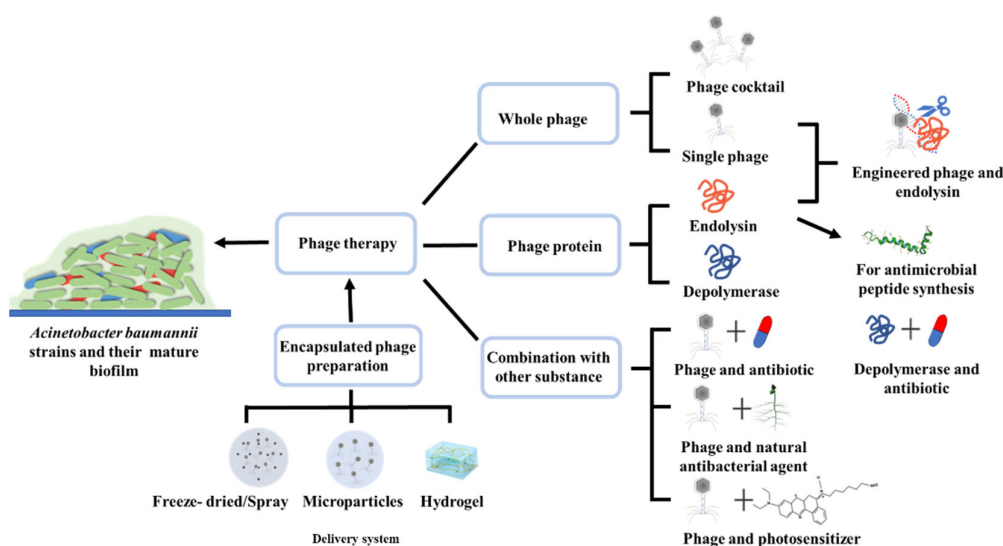 Phage cocktail
Whole phage
Single phage
Engineered phage and
endolysin
Phage therapy
Phage protein
Endolysin
Depolymerase
For antimicrobial
peptide synthesis
Acinetobacter baumannii
strains and their mature
biofilm
Encapsulated phage
preparation
Combination with
other substance
Phage and antibiotic
Depolymerase and
antibiotic
Phage and natural
antibacterial agent
Phage and photosensitizer
Freeze- dried/Spray
Microparticles
Hydrogel
Delivery system